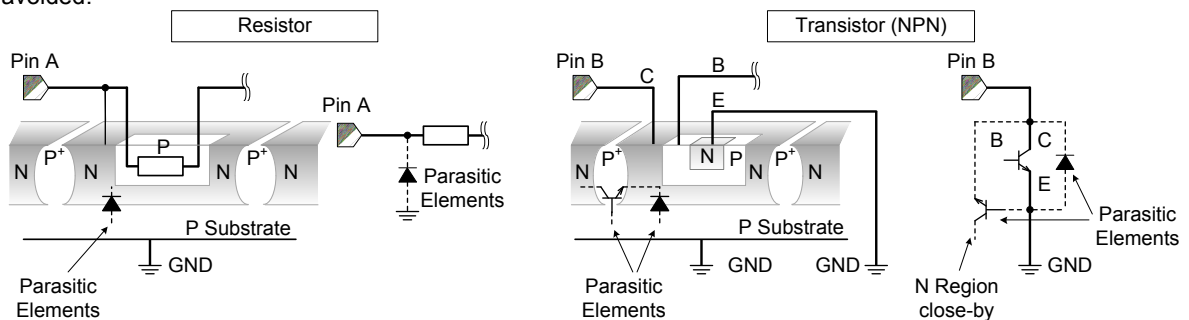 avoided.
Resistor
Transistor (NPN)
Pin A
Pin A
P
N P+ N N P+ N
Parasitic
Elements
P Substrate
GND
Parasitic
Elements
Pin B
C
B
E
N P+ N N P N P+ N
P Substrate
GND
GND
Parasitic
Elements
Pin B
B
C
E
Parasitic
Elements
GND
N Region
close-by